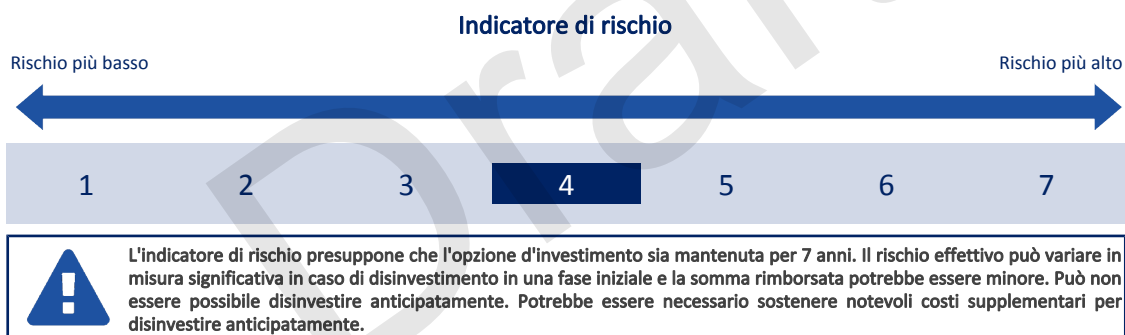 Indicatore di rischio
Rischio più basso
Rischio più alto
1 2 3 4 5 6 7
L'indicatore di rischio presuppone che l'opzione d'investimento sia mantenuta per 7 anni. Il rischio effettivo può variare in
misura significativa in caso di disinvestimento in una fase iniziale e la somma rimborsata potrebbe essere minore. Può non
essere possibile disinvestire anticipatamente. Potrebbe essere necessario sostenere notevoli costi supplementari per
disinvestire anticipatamente.